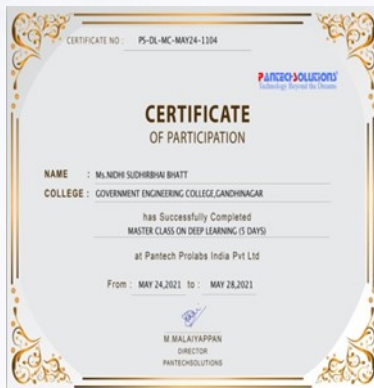 CERTIFICATE NO : PS-DL-MC-MAY24-1104
PANTECH SOLUTIONS
Technology Beyond the Dreams
CERTIFICATE
OF PARTICIPATION
NAME : Ms.NIDHI SUDHIRBHAI BHATT
COLLEGE : GOVERNMENT ENGINEERING COLLEGE,GANDHINAGAR
has Successfully Completed
MASTER CLASS ON DEEP LEARNING (5 DAYS)
at Pantech Prolabs India Pvt Ltd
From : MAY 24,2021 to : MAY 28,2021
M.MALAIYAPPAN
DIRECTOR
PANTECHSOLUTIONS